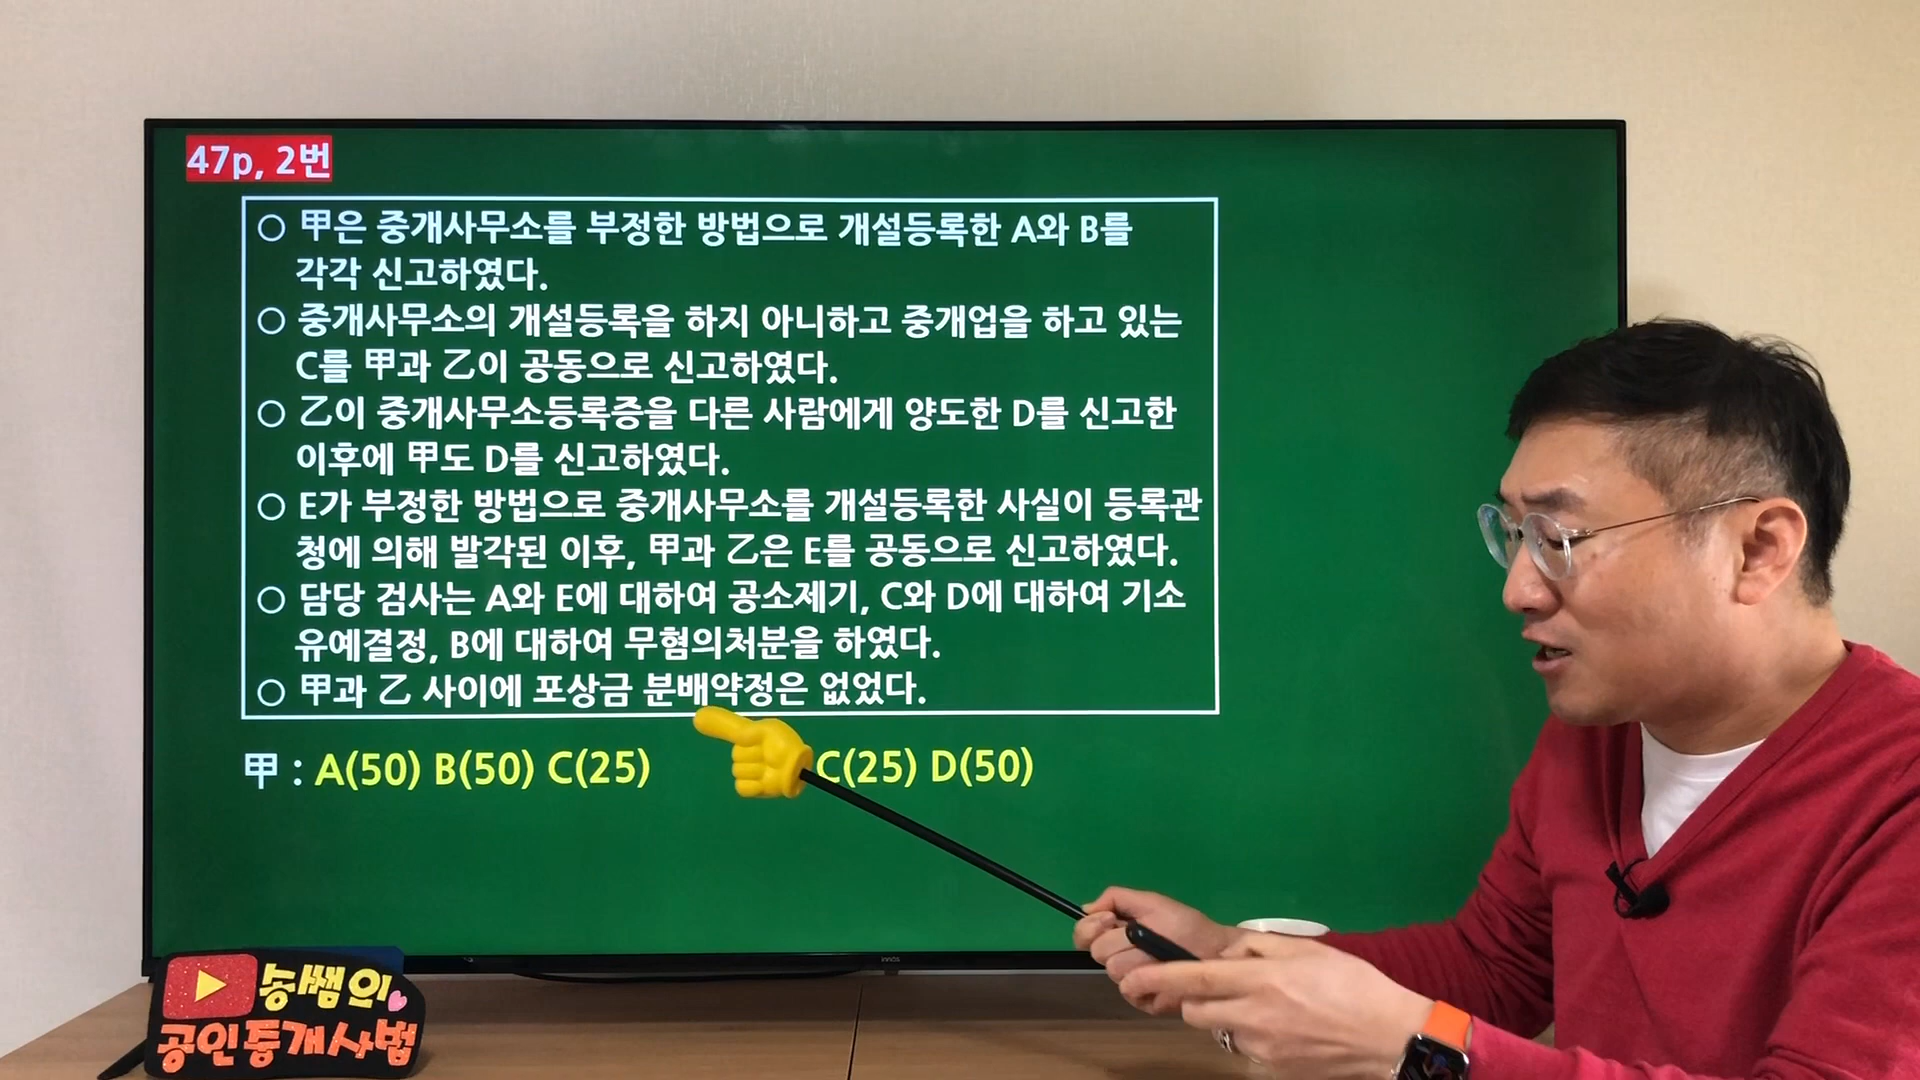 47p, 2번
○ 甲은 중개사무소를 부정한 방법으로 개설등록한 A와 B를
각각 신고하였다.
○ 중개사무소의 개설등록을 하지 아니하고 중개업을 하고 있는
C를 甲과 乙이 공동으로 신고하였다.
○ 乙이 중개사무소등록증을 다른 사람에게 양도한 D를 신고한
이후에 甲도 D를 신고하였다.
○ E가 부정한 방법으로 중개사무소를 개설등록한 사실이 등록관
청에 의해 발각된 이후, 甲과 乙은 E를 공동으로 신고하였다.
○ 담당 검사는 A와 E에 대하여 공소제기, C와 D에 대하여 기소
유예결정, B에 대하여 무혐의처분을 하였다.
○ 甲과 乙 사이에 포상금 분배약정은 없었다.
甲 : A(50) B(50) C(25) C(25) D(50)
송쌤의
공인중개사법